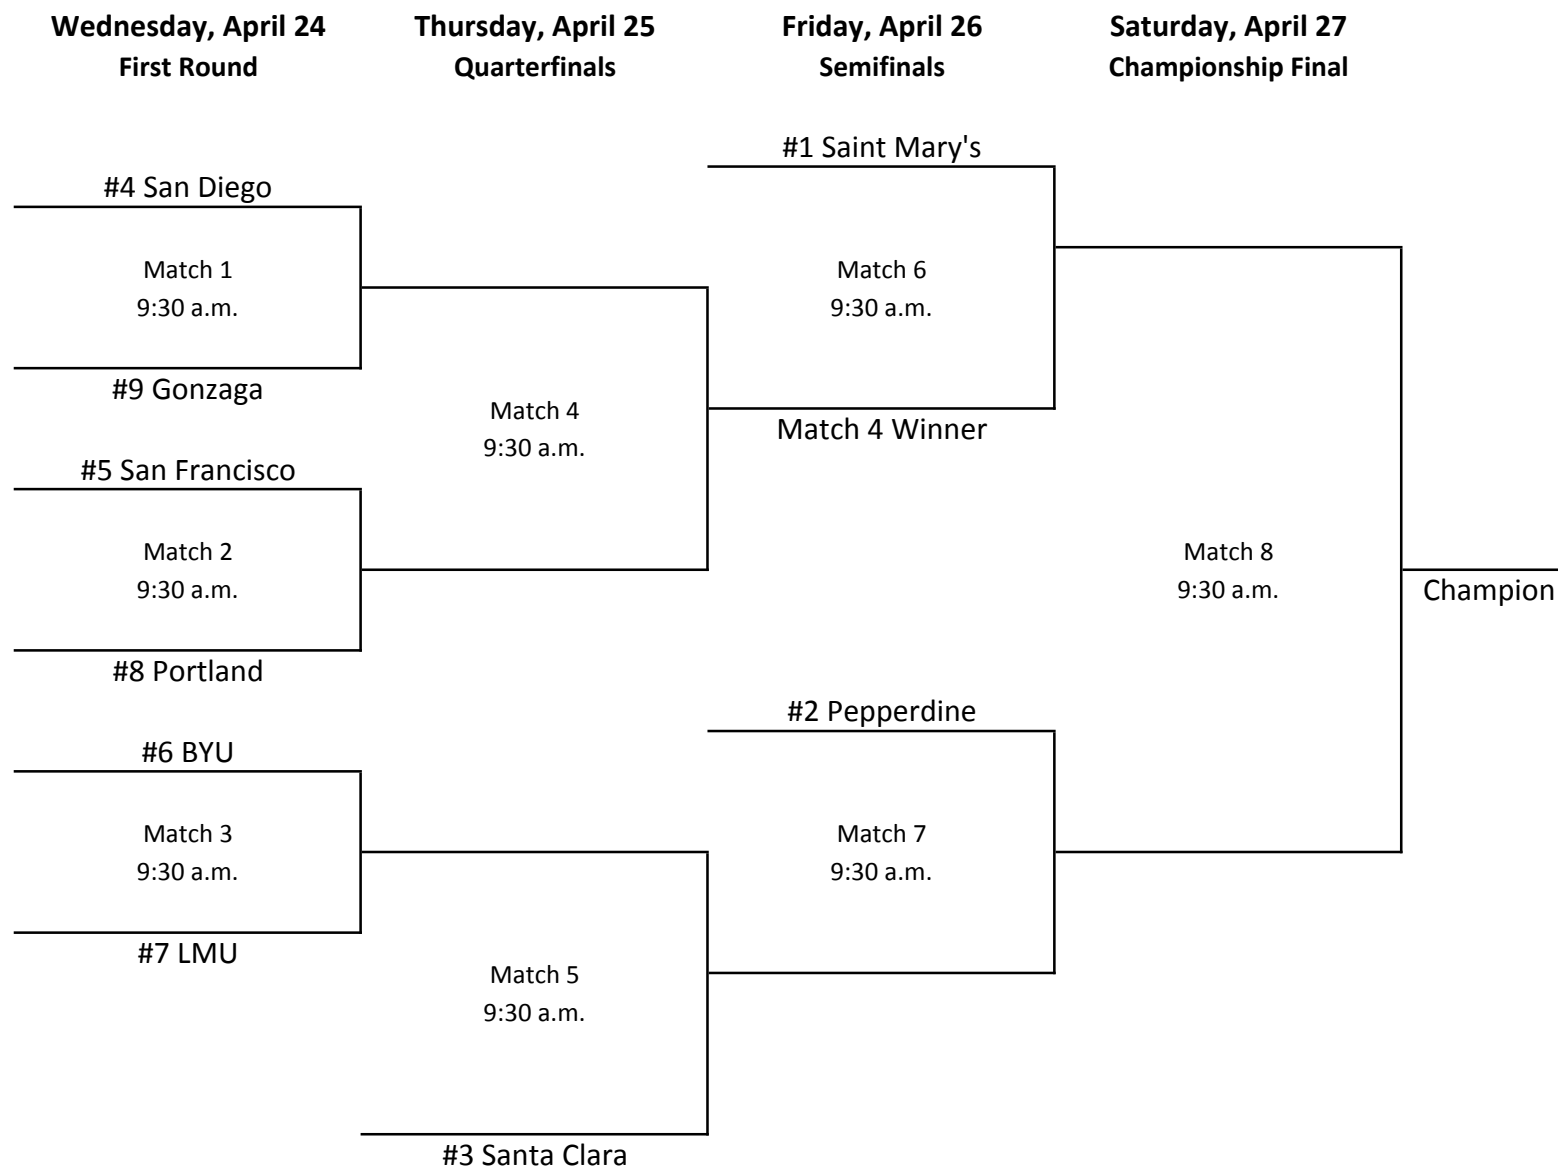 Wednesday, April 24
First Round
Thursday, April 25
Quarterfinals
Friday, April 26
Semifinals
Saturday, April 27
Championship Final
#4 San Diego
Match 1
9:30 a.m.
#9 Gonzaga
#5 San Francisco
Match 2
9:30 a.m.
#8 Portland
#6 BYU
Match 3
9:30 a.m.
#7 LMU
Match 4
9:30 a.m.
Match 5
9:30 a.m.
#3 Santa Clara
#1 Saint Mary's
Match 6
9:30 a.m.
Match 4 Winner
#2 Pepperdine
Match 7
9:30 a.m.
Match 8
9:30 a.m.
Champion